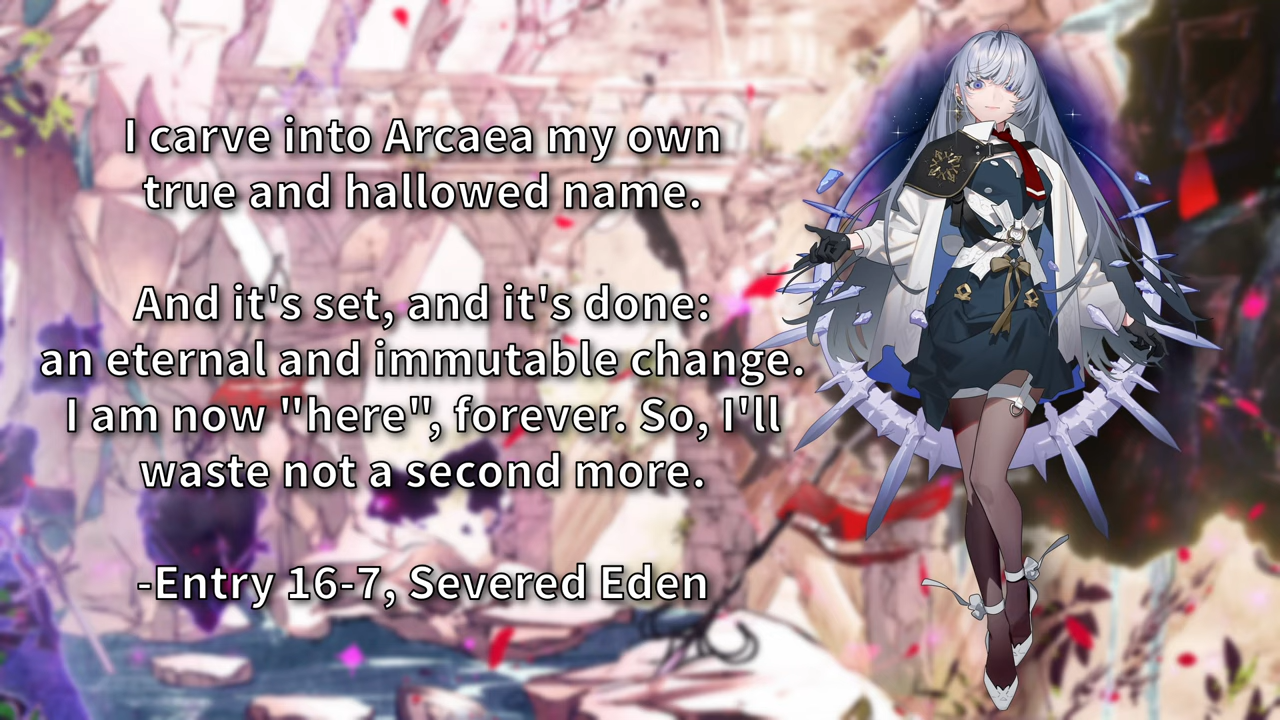 I carve into Arcaea my own
true and hallowed name.
And it's set, and it's done:
an eternal and immutable change.
I am now "here", forever. So, I'll
waste not a second more.
-Entry 16-7, Severed Eden